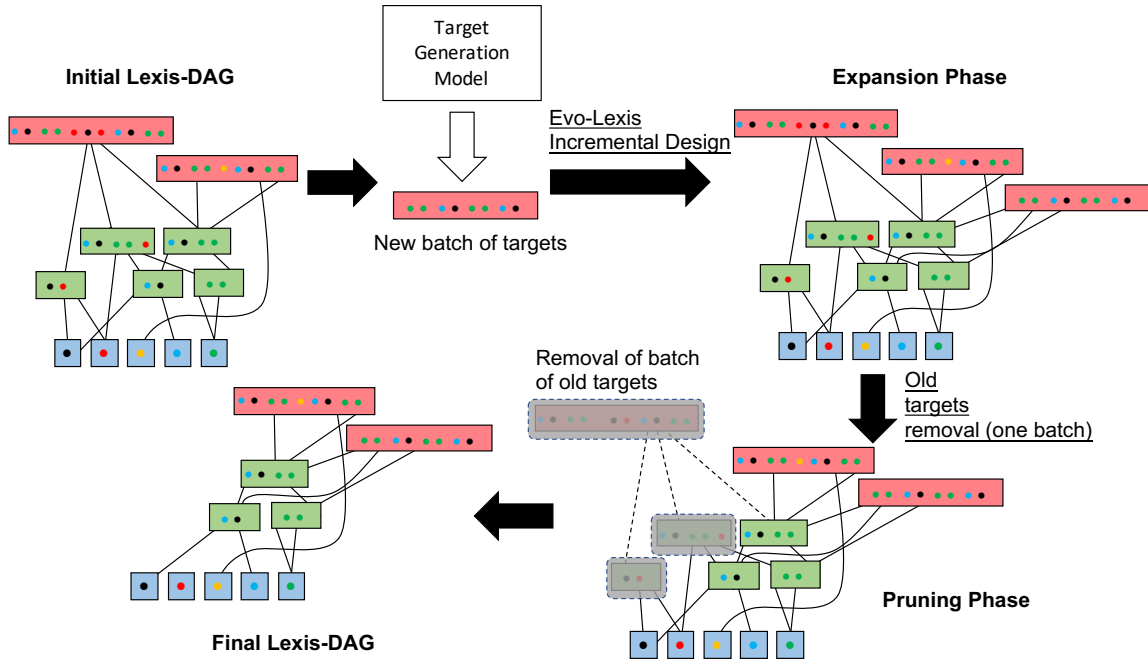 Target
Generation
Model
Initial Lexis-DAG
Expansion Phase
Evo-Lexis
Incremental Design
New batch of targets
Removal of batch
of old targets
Old
targets
removal (one batch)
Pruning Phase
Final Lexis-DAG